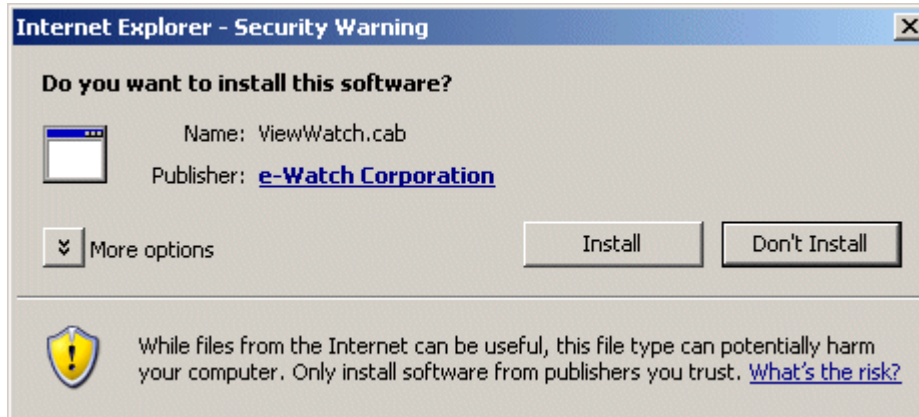 Internet Explorer - Security Warning
Do you want to install this software?
Name: ViewWatch.cab
Publisher: e-Watch Corporation
More options
Install
Don't Install
While files from the Internet can be useful, this file type can potentially harm
your computer. Only install software from publishers you trust. What's the risk?